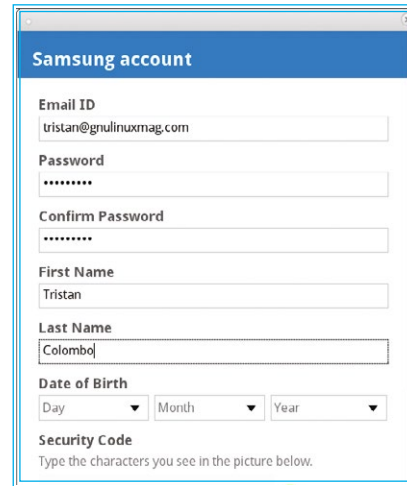 Samsung account
Email ID
tristan@gnulinuxmag.com
Password
•••••••••
Confirm Password
•••••••••
First Name
Tristan
Last Name
Colombo
Date of Birth
Day Month Year
Security Code
Type the characters you see in the picture below.